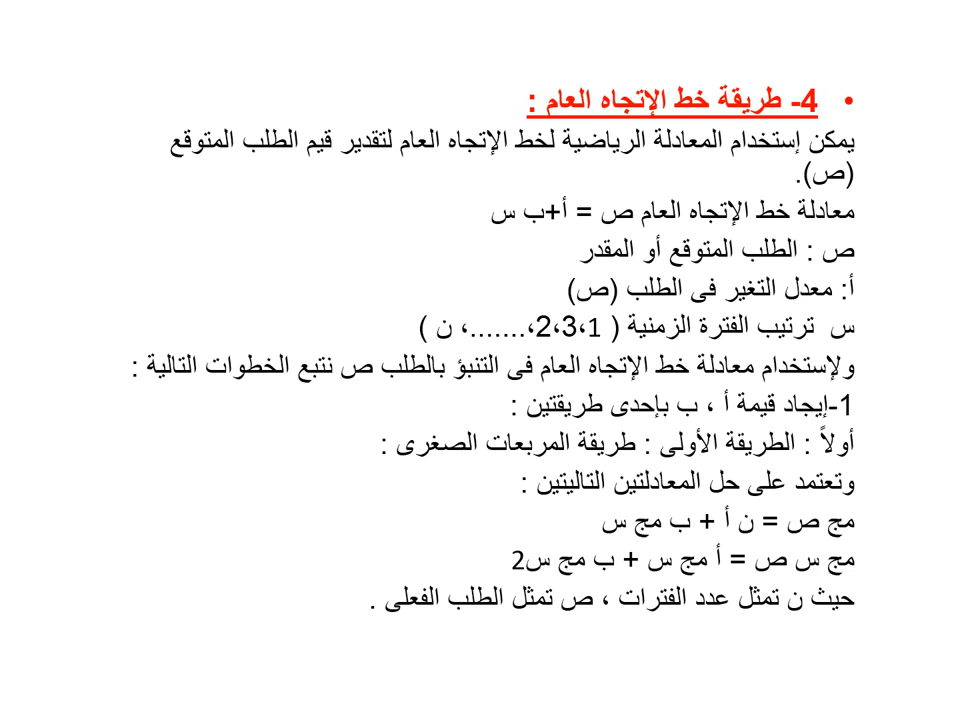 • 4- طريقة خط الإتجاه العام :
يمكن إستخدام المعادلة الرياضية لخط الإتجاه العام لتقدير قيم الطلب المتوقع
(ص).
معادلة خط الإتجاه العام ص = أ+ب س
ص : الطلب المتوقع أو المقدر
أ: معدل التغير فى الطلب (ص)
س ترتيب الفترة الزمنية ( 1،2،3،.......، ن )
ولإستخدام معادلة خط الإتجاه العام فى التنبؤ بالطلب ص نتبع الخطوات التالية :
1-إيجاد قيمة أ ، ب بإحدى طريقتين :
أولاً : الطريقة الأولى : طريقة المربعات الصغرى :
وتعتمد على حل المعادلتين التاليتين :
مج ص = ن أ + ب مج س
مج س ص = أ مج س + ب مج س2
حيث ن تمثل عدد الفترات ، ص تمثل الطلب الفعلى .